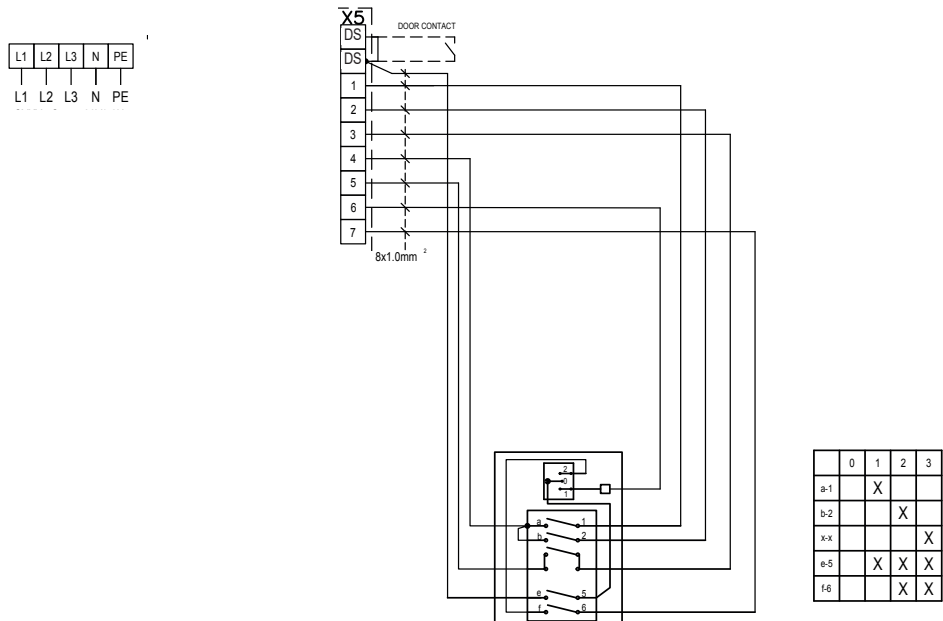 X5
DS
DOOR CONTACT
DS
L1 L2 L3 N PE
L1 L2 L3 N PE
1
2
3
4
5
6
7
8x1.0mm ²
2
0
1
a 1
b 2
e 5
f 6
0 1 2 3
a-1 X
b-2 X
x-x X
e-5 X X X
f-6 X X